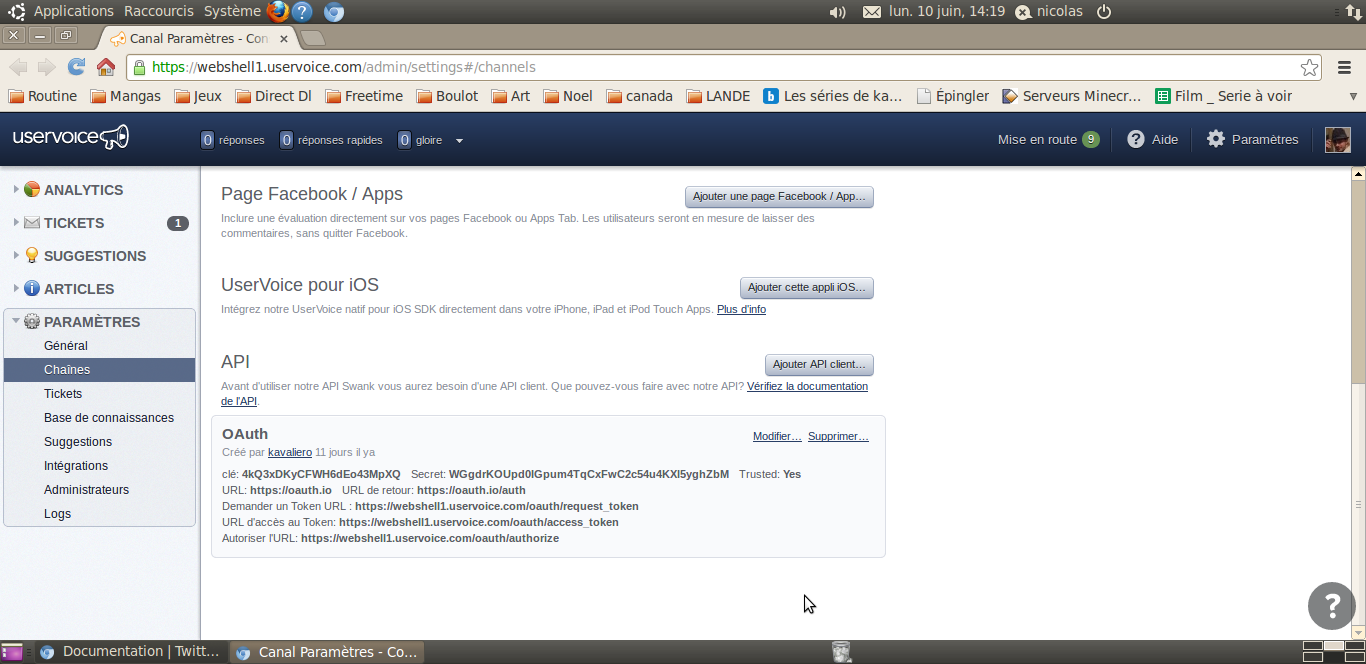 Applications Raccourcis Système lun. 10 juin, 14:19 nicolas
Canal Paramètres - Con
https://webshell1.uservoice.com/admin/settings#/channels
Routine Mangas Jeux Direct Dl Freetime Boulot Art Noel canada LANDE Les séries de ka... Épingler Serveurs Minecr... Film _ Serie à voir
uservoice 0 réponses 0 réponses rapides 0 gloire Mise en route 9 Aide Paramètres
ANALYTICS
TICKETS 1
SUGGESTIONS
ARTICLES
PARAMÈTRES
Général
Chaînes
Tickets
Base de connaissances
Suggestions
Intégrations
Administrateurs
Logs
Page Facebook / Apps Ajouter une page Facebook / App...
Inclure une évaluation directement sur vos pages Facebook ou Apps Tab. Les utilisateurs seront en mesure de laisser des
commentaires, sans quitter Facebook.
UserVoice pour iOS Ajouter cette appli iOS...
Intégrez notre UserVoice natif pour iOS SDK directement dans votre iPhone, iPad et iPod Touch Apps. Plus d'info
API Ajouter API client...
Avant d'utiliser notre API Swank vous aurez besoin d'une API client. Que pouvez-vous faire avec notre API? Vérifiez la documentation
de l'API.
OAuth Modifier... Supprimer...
Créé par kavaliero 11 jours il ya
clé: 4kQ3xDKyCFWH6dEo43MpXQ Secret: WGgdrKOUpd0lGpum4TqCxFwC2c54u4KXl5yghZbM Trusted: Yes
URL: https://oauth.io URL de retour: https://oauth.io/auth
Demander un Token URL : https://webshell1.uservoice.com/oauth/request_token
URL d'accès au Token: https://webshell1.uservoice.com/oauth/access_token
Autoriser l'URL: https://webshell1.uservoice.com/oauth/authorize
?
Documentation | Twitt... Canal Paramètres - Co...